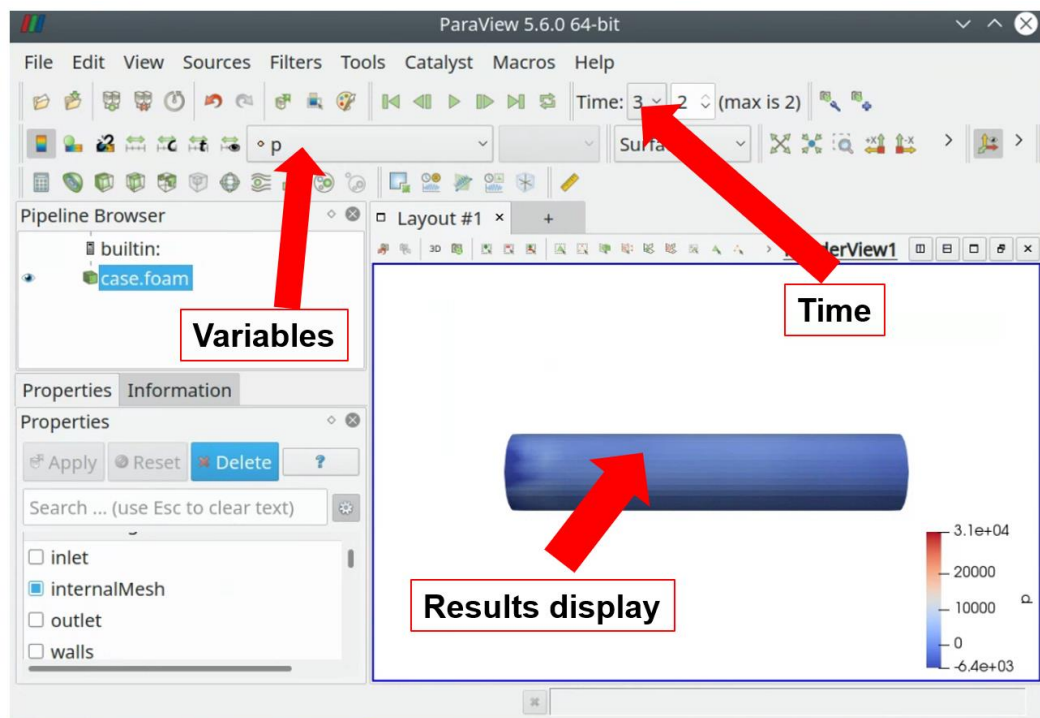 ParaView 5.6.0 64-bit
File Edit View Sources Filters Tools Catalyst Macros Help
Time: 3 2 (max is 2)
p
Surfa
Pipeline Browser
Layout #1
+
builtin:
3D
erView1
case.foam
Variables
Time
Properties Information
Properties
Apply Reset Delete ?
Search ... (use Esc to clear text)
inlet
internalMesh
outlet
walls
Results display
3.1e+04
20000
10000
0
-6.4e+03
p